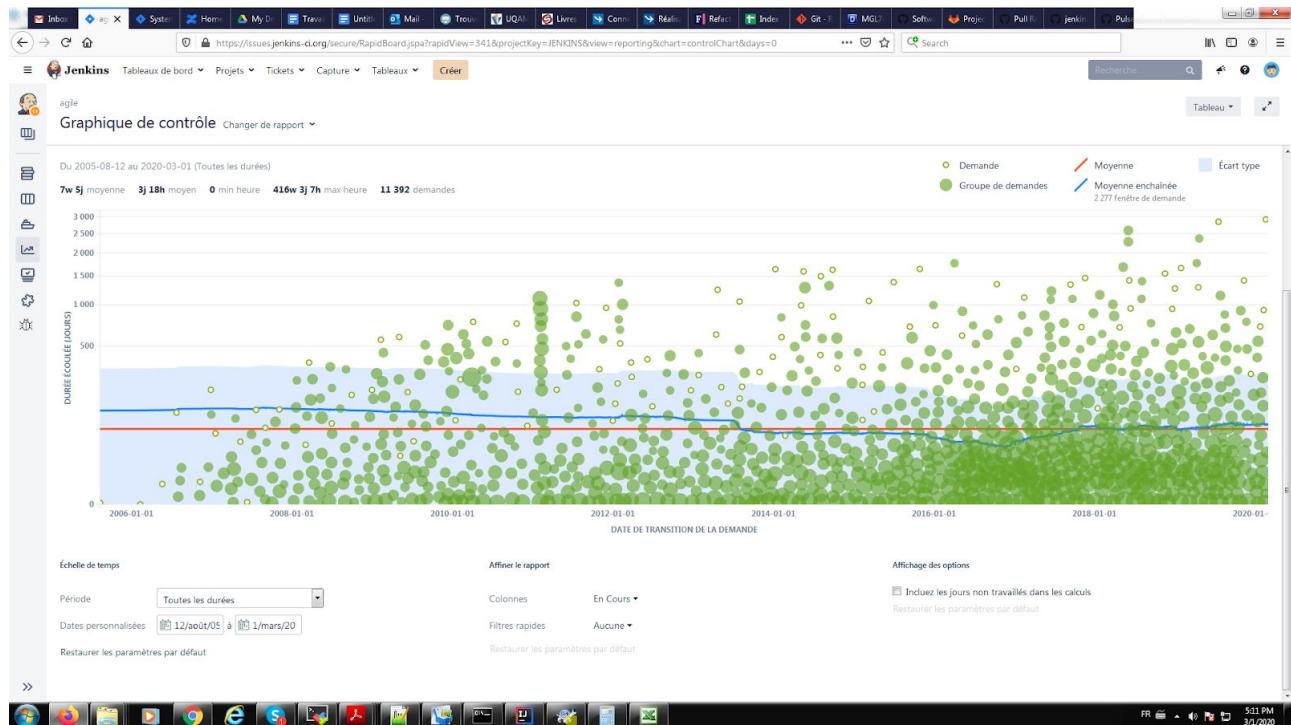 Inbox ag X System Home My Dr Travai Untitl Mail - Trouv UQAM Livres Conne Réalis Refact Index Git - F MGL7 Softw Projec Pull R jenkin Pulse
https://issues.jenkins-ci.org/secure/RapidBoard.jspa?rapidView=341&projectKey=JENKINS&view=reporting&chart=controlChart&days=0 Search
Jenkins Tableaux de bord Projets Tickets Capture Tableaux Créer Recherche
agile
Graphique de contrôle Changer de rapport Tableau
Du 2005-08-12 au 2020-03-01 (Toutes les durées)
7w 5j moyenne 3j 18h moyen 0 min heure 416w 3j 7h max heure 11 392 demandes
Demande Moyenne Écart type
Groupe de demandes Moyenne enchaînée
2 277 fenêtre de demande
3 000
2 500
2 000
1 500
1 000
500
0
DURÉE ÉCOULÉE (JOURS)
2006-01-01 2008-01-01 2010-01-01 2012-01-01 2014-01-01 2016-01-01 2018-01-01 2020-01-
DATE DE TRANSITION DE LA DEMANDE
Échelle de temps Affiner le rapport Affichage des options
Période Toutes les durées Colonnes En Cours Incluez les jours non travaillés dans les calculs
Restaurer les paramètres par défaut
Dates personnalisées 12/août/05 à 1/mars/20 Filtres rapides Aucune
Restaurer les paramètres par défaut Restaurer les paramètres par défaut
FR 5:11 PM
3/1/2020